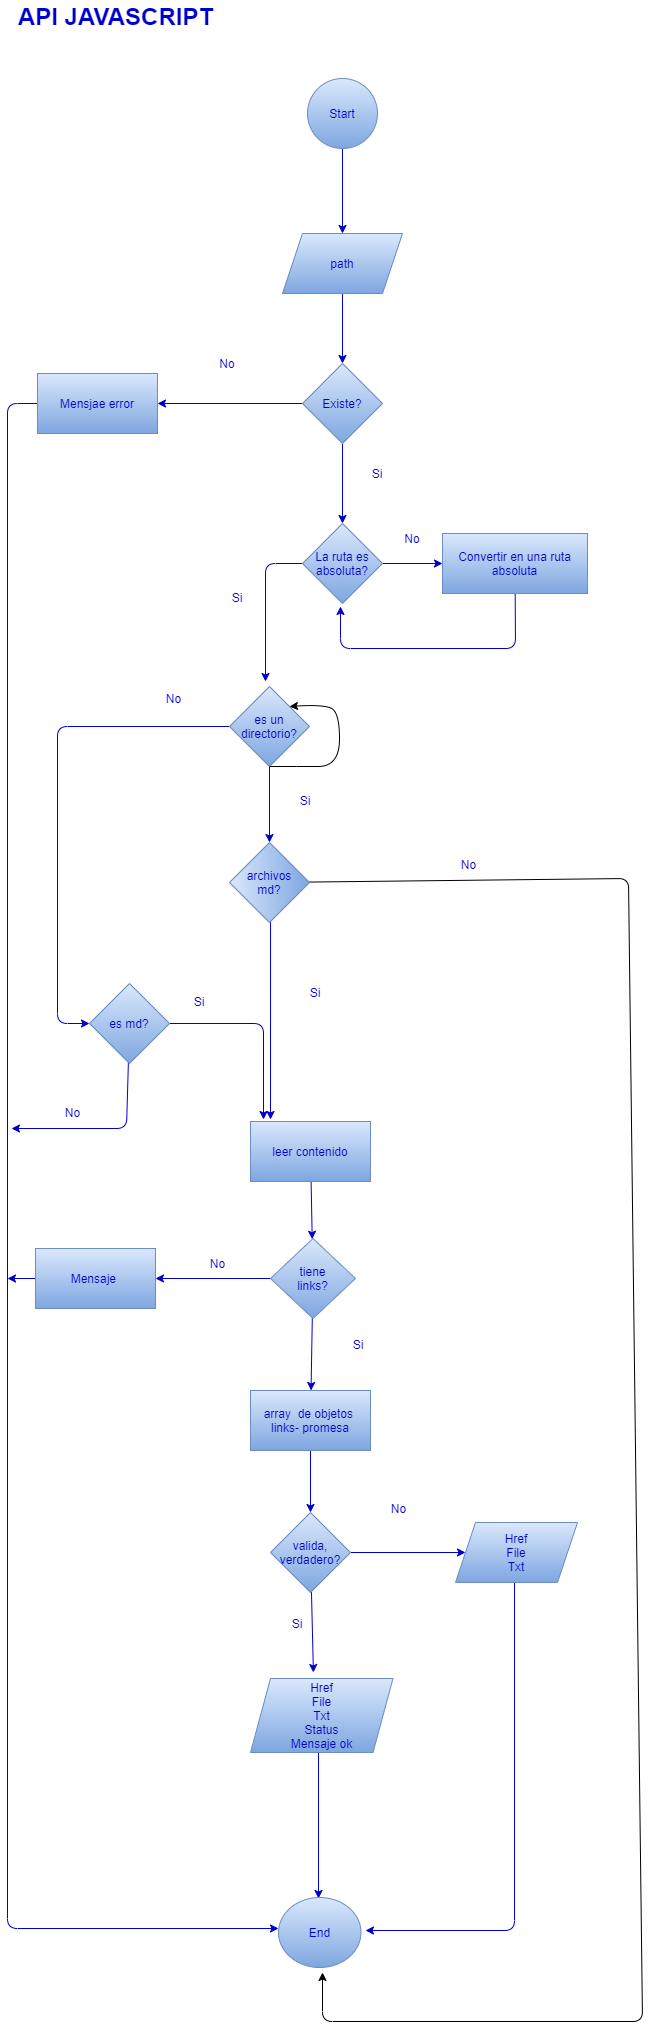 API JAVASCRIPT
Start
path
No
Mensjae error
Existe?
Si
No
La ruta es
absoluta?
Convertir en una ruta
absoluta
Si
No
es un
directorio?
Si
No
archivos
md?
Si
Si
es md?
No
leer contenido
No
tiene
links?
Mensaje
Si
array  de objetos
links- promesa
No
valida,
verdadero?
Href
File
Txt
Si
Href
File
Txt
Status
Mensaje ok
End